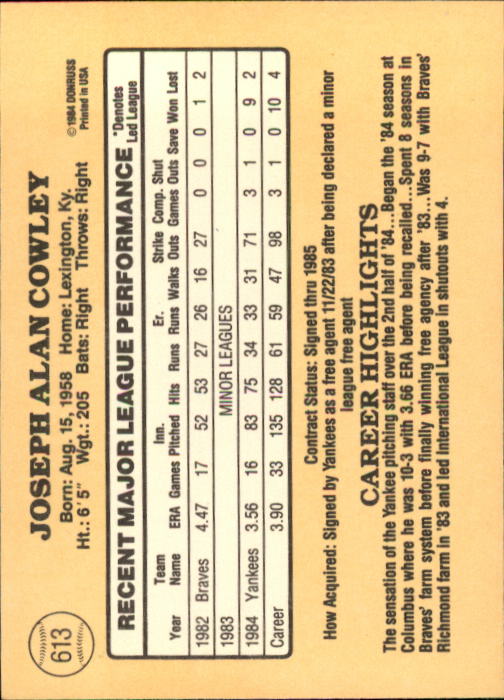 613
JOSEPH ALAN COWLEY
Born: Aug. 15, 1958 Home: Lexington, Ky.
Ht.: 6'5" Wgt.: 205 Bats: Right Throws: Right
©1984 DONRUSS
Printed in USA
RECENT MAJOR LEAGUE PERFORMANCE *Denotes
Led League
Team Inn. Er. Strike Comp. Shut
Year Name ERA Games Pitched Hits Runs Runs Walks Outs Games Outs Save Won Lost
1982 Braves 4.47 17 52 53 27 26 16 27 0 0 0 1 2
1983 MINOR LEAGUES
1984 Yankees 3.56 16 83 75 34 33 31 71 3 1 0 9 2
Career 3.90 33 135 128 61 59 47 98 3 1 0 10 4
Contract Status: Signed thru 1985
How Acquired: Signed by Yankees as a free agent 11/22/83 after being declared a minor
league free agent
CAREER HIGHLIGHTS
The sensation of the Yankee pitching staff over the 2nd half of '84...Began the '84 season at
Columbus where he was 10-3 with 3.66 ERA before being recalled...Spent 8 seasons in
Braves' farm system before finally winning free agency after '83...Was 9-7 with Braves'
Richmond farm in '83 and led International League in shutouts with 4.